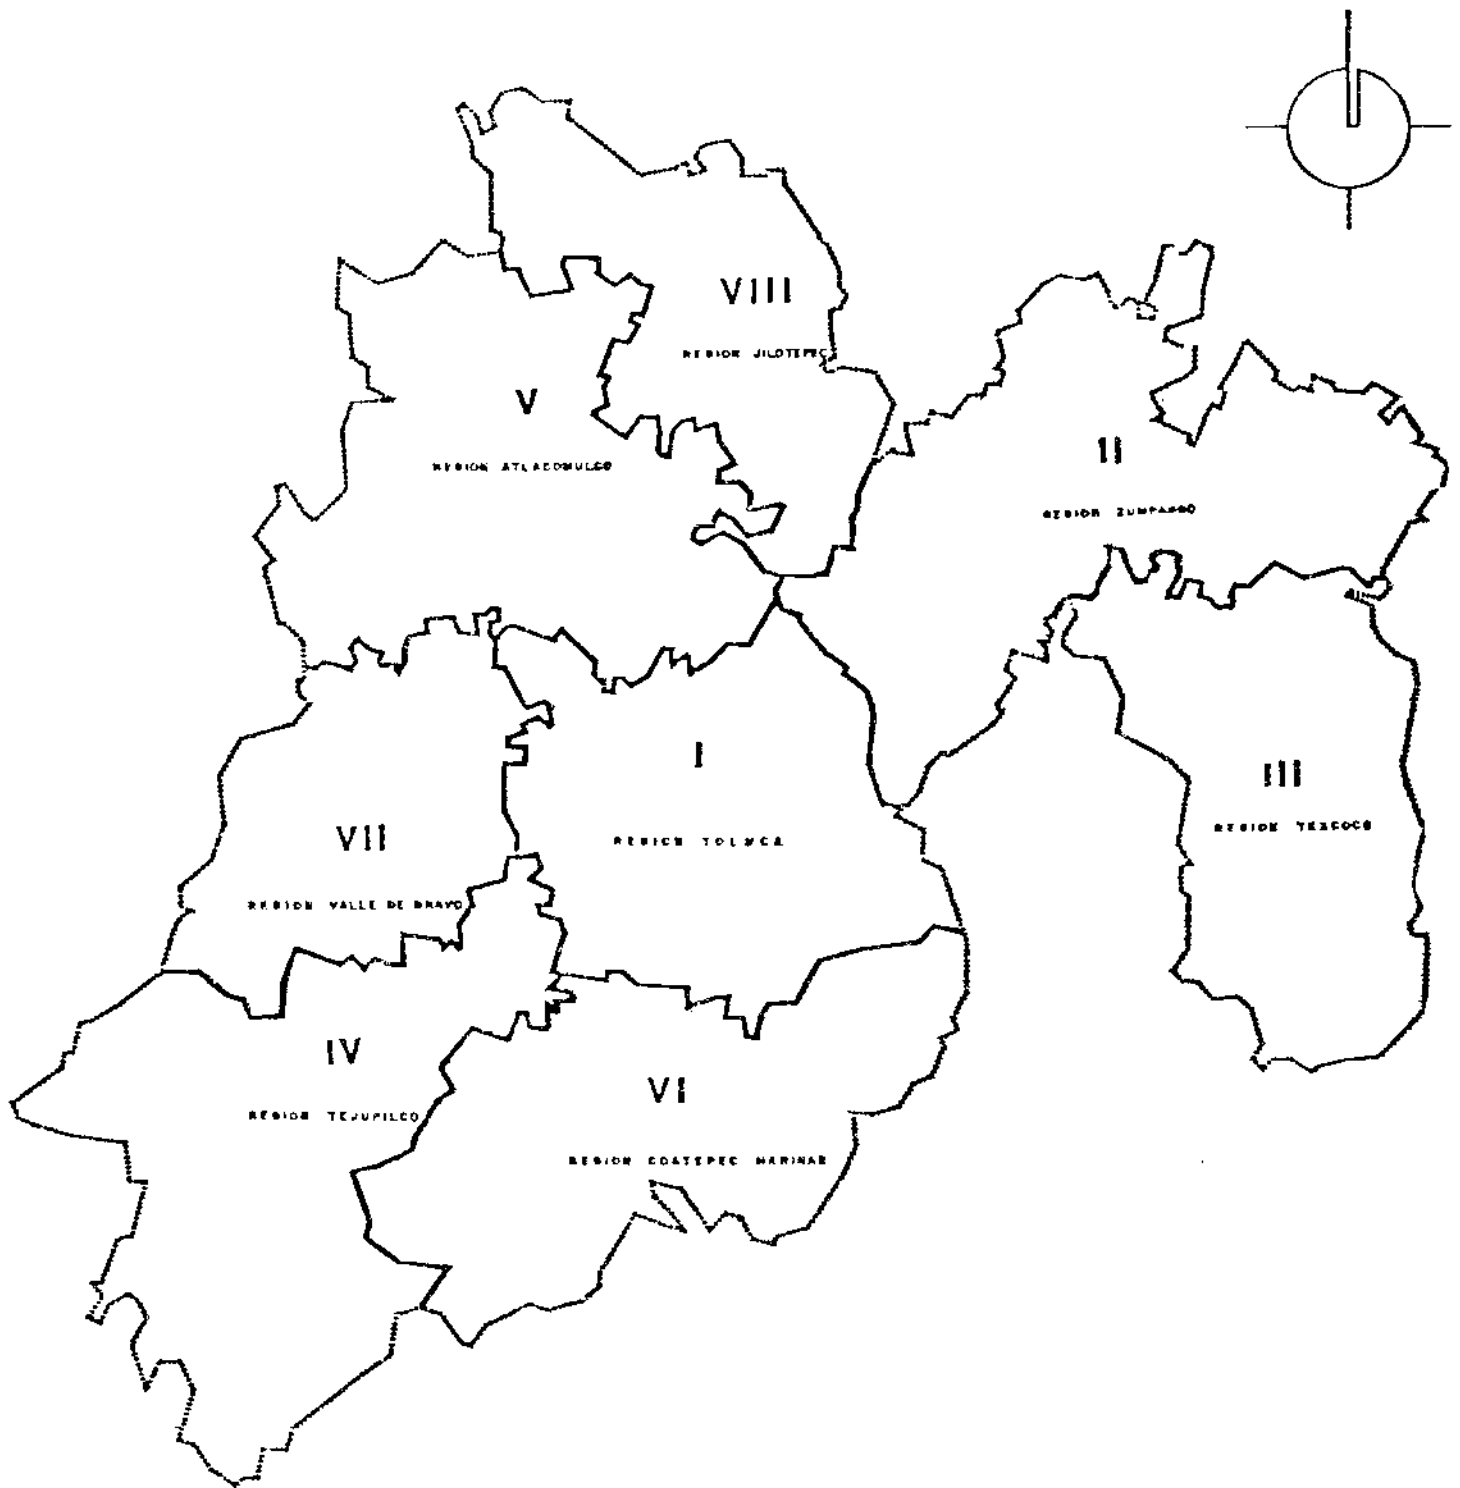 VIII
REGION JILOTEPEC
V
REGION ATLACOMULCO
II
REGION ZUMPANGO
I
REGION TOLUCA
III
REGION TEXCOCO
VII
REGION VALLE DE BRAVO
IV
REGION TEJUPILCO
VI
REGION COATEPEC HARINAS